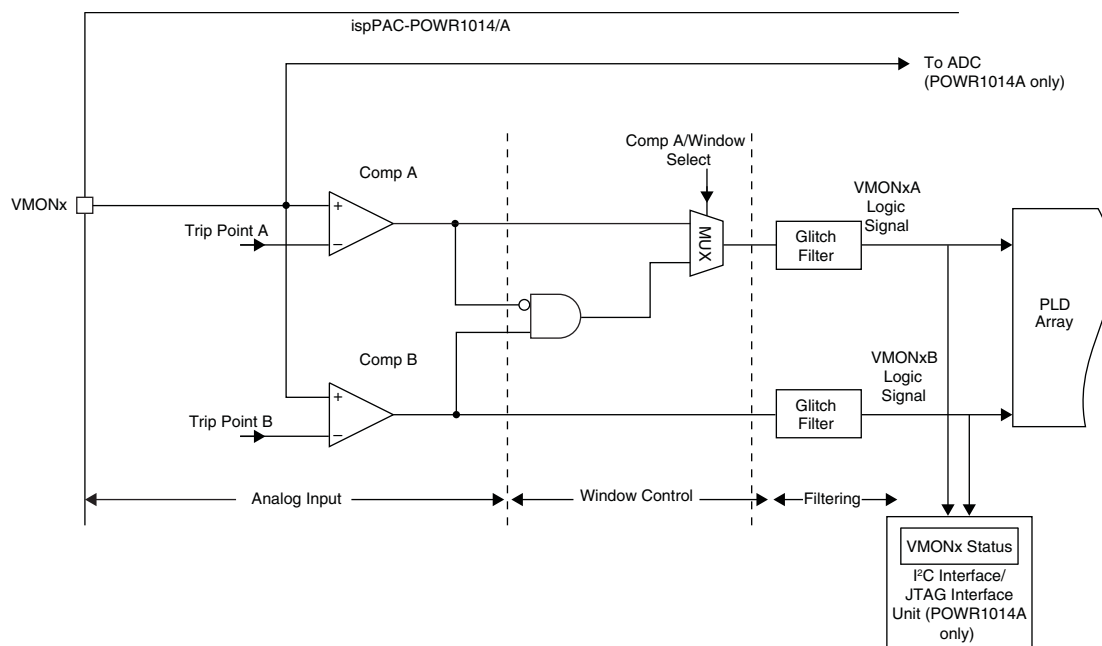 ispPAC-POWR1014/A
To ADC
(POWR1014A
only)
Comp A/Window
Select
Comp A
VMONx
+
–
Trip Point A
MUX
Glitch
Filter
VMONxA
Logic
Signal
PLD
Array
Comp B
+
–
Trip Point B
Glitch
Filter
VMONxB
Logic
Signal
Analog Input
Window Control
Filtering
VMONx Status
I²C Interface/
JTAG Interface
Unit (POWR1014A
only)